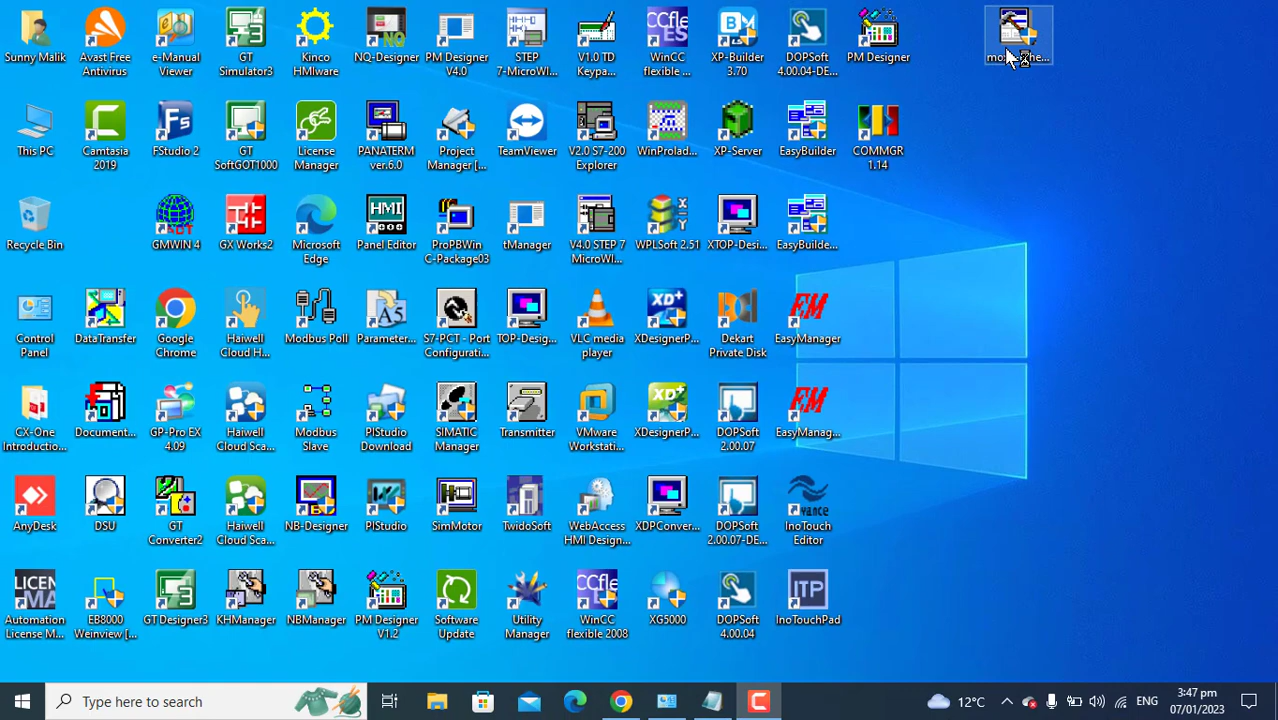 Sunny Malik
Avast Free
Antivirus
e-Manual
Viewer
GT
Simulator3
Kinco
HMIware
NQ-Designer
PM Designer
V4.0
STEP
7-MicroWI...
V1.0 TD
Keypa...
WinCC
flexible ...
XP-Builder
3.70
DOPSoft
4.00.04-DE...
PM Designer
This PC
Camtasia
2019
FStudio 2
GT
SoftGOT1000
License
Manager
PANATERM
ver.6.0
Project
Manager [...
TeamViewer
V2.0 S7-200
Explorer
WinProlad...
XP-Server
EasyBuilder
COMMGR
1.14
Recycle Bin
GMWIN 4
GX Works2
Microsoft
Edge
Panel Editor
ProPBWin
C-Package03
tManager
V4.0 STEP 7
MicroWI...
WPLSoft 2.51
XTOP-Desi...
EasyBuilde...
Control
Panel
DataTransfer
Google
Chrome
Haiwell
Cloud H...
Modbus Poll
Parameter...
S7-PCT - Port
Configurati...
TOP-Desig...
VLC media
player
XDesignerP...
Dekart
Private Disk
EasyManager
CX-One
Introductio...
Document...
GP-Pro EX
4.09
Haiwell
Cloud Sca...
Modbus
Slave
PIStudio
Download
SIMATIC
Manager
Transmitter
VMware
Workstati...
XDesignerP...
DOPSoft
2.00.07
EasyManag...
AnyDesk
DSU
GT
Converter2
Haiwell
Cloud Sca...
NB-Designer
PIStudio
SimMotor
TwidoSoft
WebAccess
HMI Design...
XDPConver...
DOPSoft
2.00.07-DE...
InoTouch
Editor
Automation
License M...
EB8000
Weinview [...
GT Designer3
KHManager
NBManager
PM Designer
V1.2
Software
Update
Utility
Manager
WinCC
flexible 2008
XG5000
DOPSoft
4.00.04
InoTouchPad
Type here to search
12°C
ENG
3:47 pm
07/01/2023